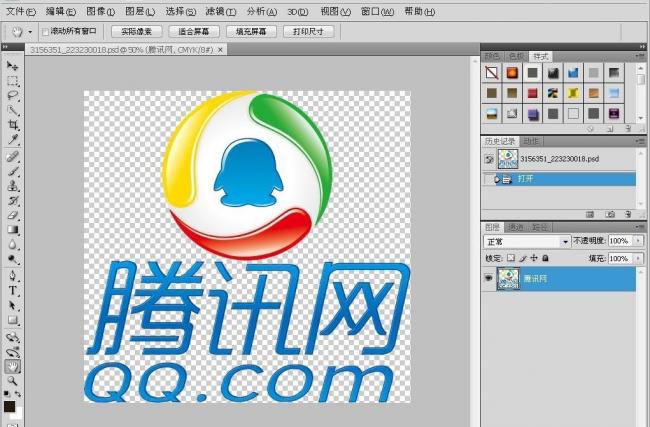 文件(F) 编辑(E) 图像(I) 图层(L) 选择(S) 滤镜(T) 分析(A) 3D(D) 视图(V) 窗口(W) 帮助(H)
滚动所有窗口 实际像素 适合屏幕 填充屏幕 打印尺寸
3156351_223230018.psd @ 50% (腾讯网, CMYK/8#) ×
腾讯网
QQ.com
颜色 色板 样式
历史记录 动作
3156351_223230018.psd
打开
图层 通道 路径
正常 不透明度: 100%
锁定: 填充: 100%
腾讯网